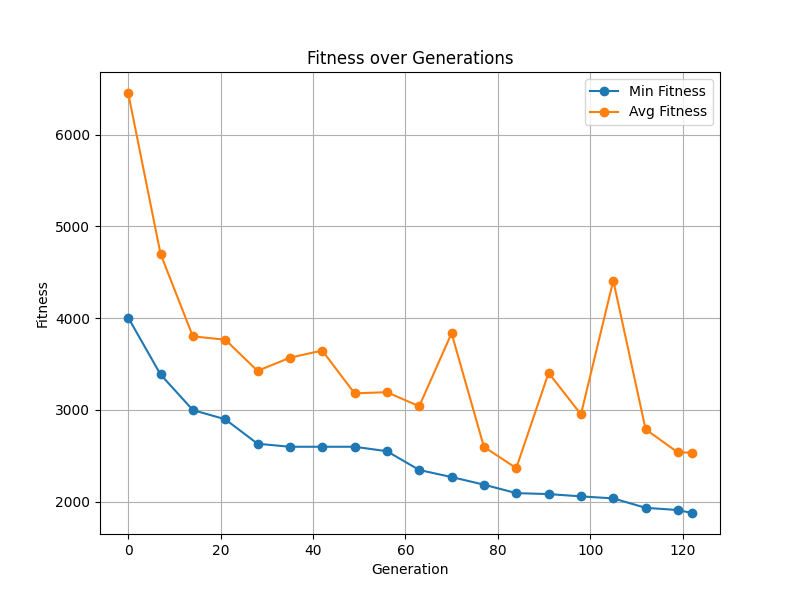 Fitness over Generations
Min Fitness
Avg Fitness
6000
5000
4000
3000
2000
Fitness
0 20 40 60 80 100 120
Generation